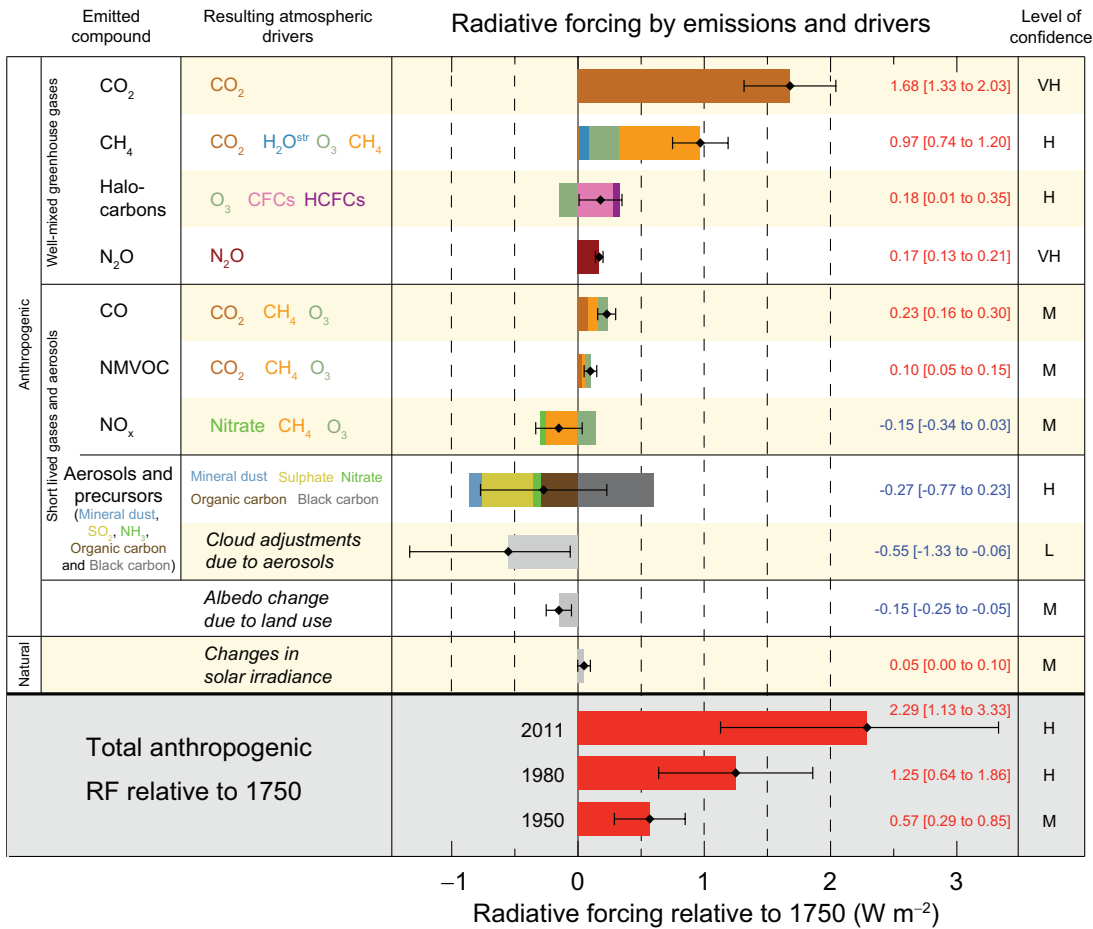 Emitted compound
Resulting atmospheric drivers
Radiative forcing by emissions and drivers
Level of confidence
Anthropogenic
Well-mixed greenhouse gases
CO₂
CO₂
1.68 [1.33 to 2.03]
VH
CH₄
CO₂ H₂Oˢᵗʳ O₃ CH₄
0.97 [0.74 to 1.20]
H
Halo-
carbons
O₃ CFCs HCFCs
0.18 [0.01 to 0.35]
H
N₂O
N₂O
0.17 [0.13 to 0.21]
VH
Short lived gases and aerosols
CO
CO₂ CH₄ O₃
0.23 [0.16 to 0.30]
M
NMVOC
CO₂ CH₄ O₃
0.10 [0.05 to 0.15]
M
NOₓ
Nitrate CH₄ O₃
-0.15 [-0.34 to 0.03]
M
Aerosols and
precursors
(Mineral dust,
SO₂, NH₃,
Organic carbon
and Black carbon)
Mineral dust Sulphate Nitrate
Organic carbon Black carbon
-0.27 [-0.77 to 0.23]
H
Cloud adjustments
due to aerosols
-0.55 [-1.33 to -0.06]
L
Albedo change
due to land use
-0.15 [-0.25 to -0.05]
M
Natural
Changes in
solar irradiance
0.05 [0.00 to 0.10]
M
Total anthropogenic
RF relative to 1750
2011
2.29 [1.13 to 3.33]
H
1980
1.25 [0.64 to 1.86]
H
1950
0.57 [0.29 to 0.85]
M
−1 0 1 2 3
Radiative forcing relative to 1750 (W m⁻²)